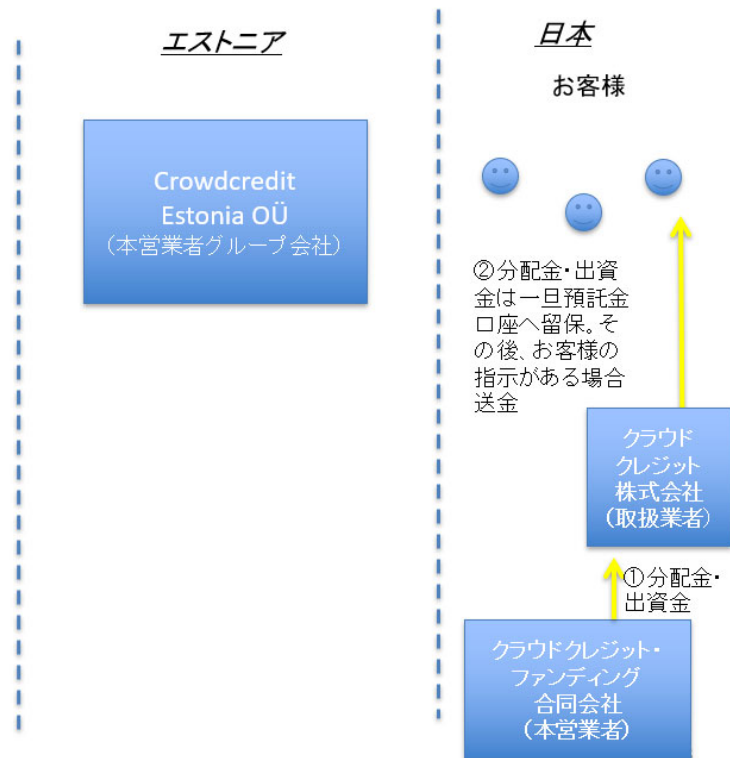 エストニア
Crowdcredit
Estonia OÜ
(本営業者グループ会社)
日本
お客様
②分配金・出資
金は一旦預託金
口座へ留保。そ
の後、お客様の
指示がある場合
送金
クラウド
クレジット
株式会社
(取扱業者)
①分配金・
出資金
クラウドクレジット・
ファンディング
合同会社
(本営業者)